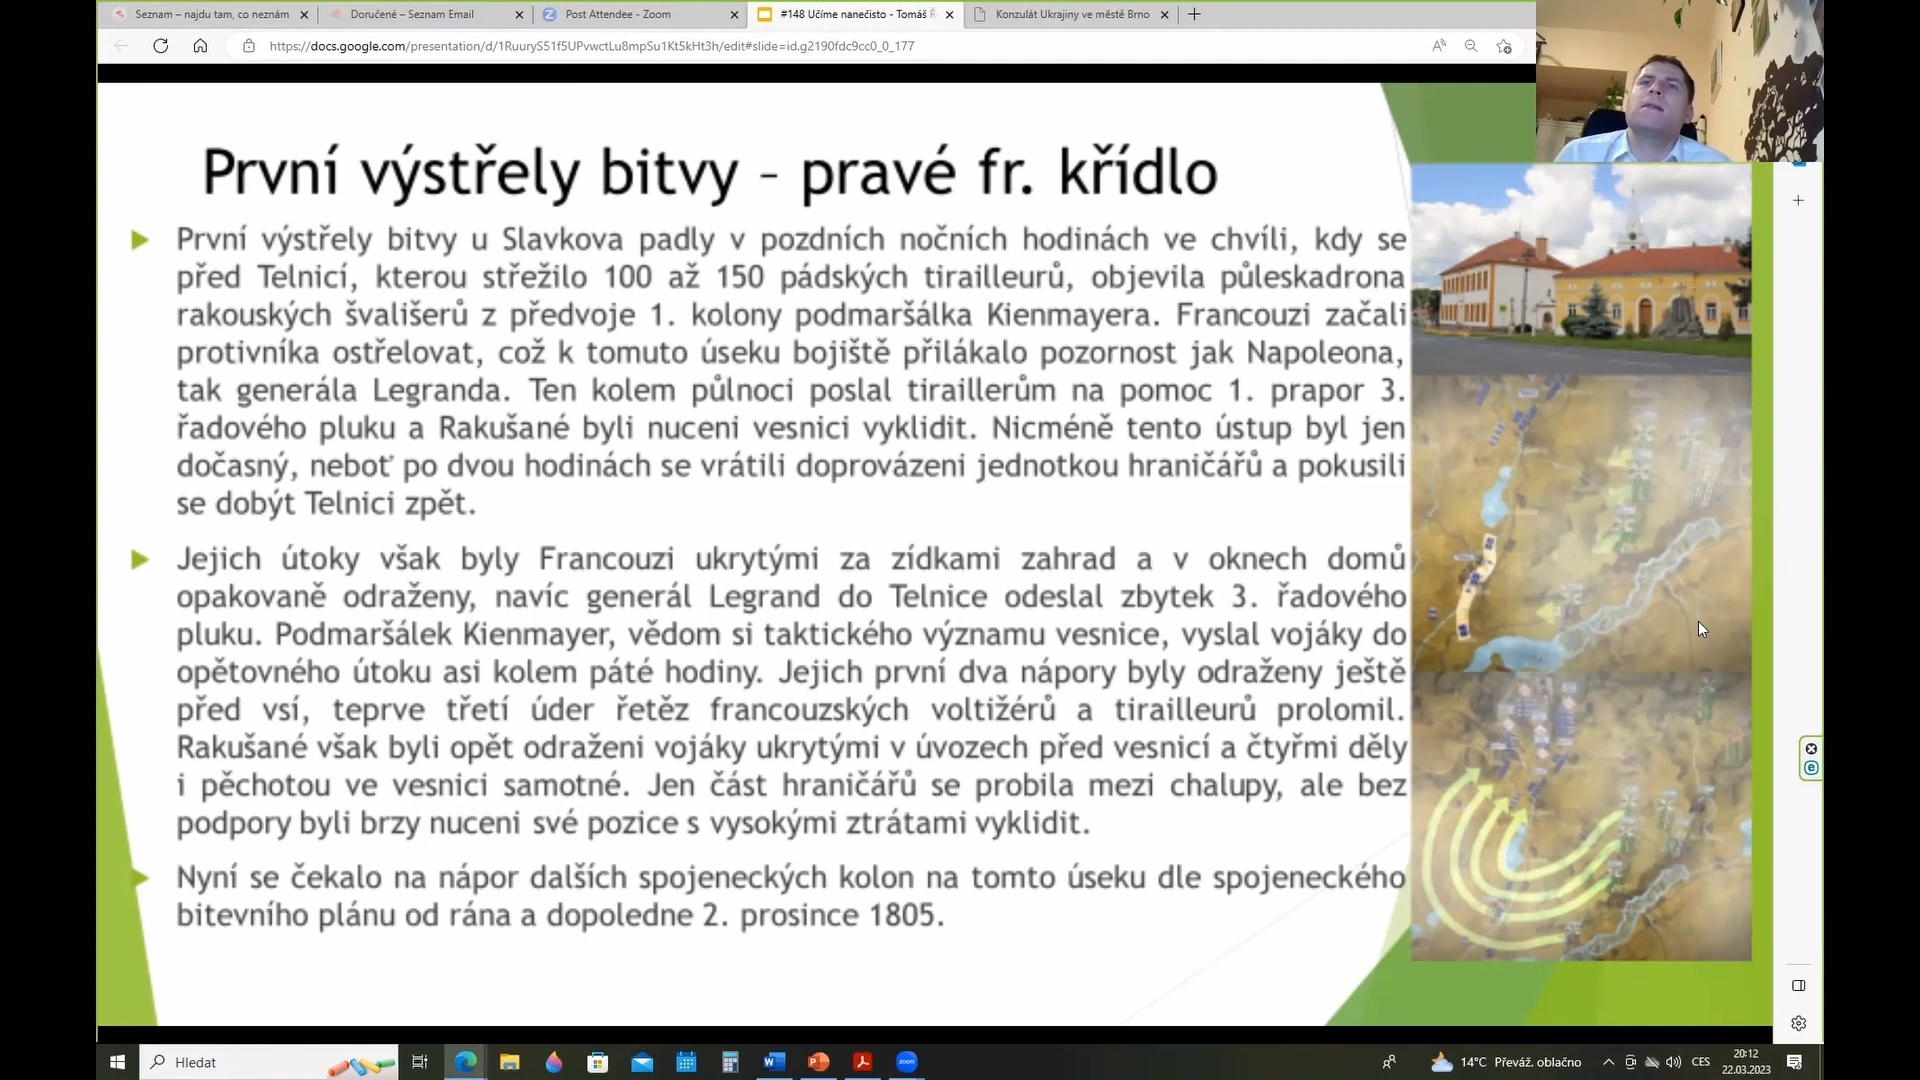 Seznam – najdu tam, co neznám
Doručené – Seznam Email
Post Attendee - Zoom
#148 Učíme nanečisto - Tomáš Ř
Konzulát Ukrajiny ve městě Brno
https://docs.google.com/presentation/d/1RuuryS51f5UPvwctLu8mpSu1Kt5kHt3h/edit#slide=id.g2190fdc9cc0_0_177
První výstřely bitvy – pravé fr. křídlo
První výstřely bitvy u Slavkova padly v pozdních nočních hodinách ve chvíli, kdy se
před Telnicí, kterou střežilo 100 až 150 pádských tirailleurů, objevila půleskadrona
rakouských švališerů z předvoje 1. kolony podmaršálka Kienmayera. Francouzi začali
protivníka ostřelovat, což k tomuto úseku bojiště přilákalo pozornost jak Napoleona,
tak generála Legranda. Ten kolem půlnoci poslal tiraillerům na pomoc 1. prapor 3.
řadového pluku a Rakušané byli nuceni vesnici vyklidit. Nicméně tento ústup byl jen
dočasný, neboť po dvou hodinách se vrátili doprovázeni jednotkou hraničářů a pokusili
se dobýt Telnici zpět.
Jejich útoky však byly Francouzi ukrytými za zídkami zahrad a v oknech domů
opakovaně odraženy, navíc generál Legrand do Telnice odeslal zbytek 3. řadového
pluku. Podmaršálek Kienmayer, vědom si taktického významu vesnice, vyslal vojáky do
opětovného útoku asi kolem páté hodiny. Jejich první dva nápory byly odraženy ještě
před vsí, teprve třetí úder řetěz francouzských voltižérů a tirailleurů prolomil.
Rakušané však byli opět odraženi vojáky ukrytými v úvozech před vesnicí a čtyřmi děly
i pěchotou ve vesnici samotné. Jen část hraničářů se probila mezi chalupy, ale bez
podpory byli brzy nuceni své pozice s vysokými ztrátami vyklidit.
Nyní se čekalo na nápor dalších spojeneckých kolon na tomto úseku dle spojeneckého
bitevního plánu od rána a dopoledne 2. prosince 1805.
Hledat
14°C Převáž. oblačno
CES
20:12
22.03.2023